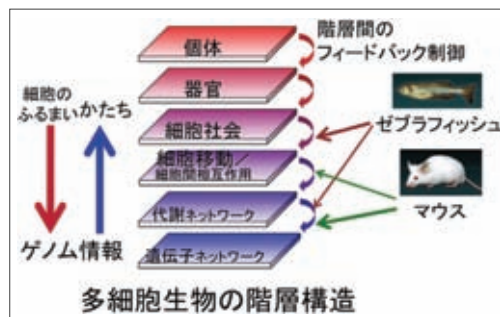 階層間の
フィードバック制御
個体
器官
細胞社会
細胞移動／
細胞間相互作用
代謝ネットワーク
遺伝子ネットワーク
細胞の
ふるまい
かたち
ゲノム情報
ゼブラフィッシュ
マウス
多細胞生物の階層構造